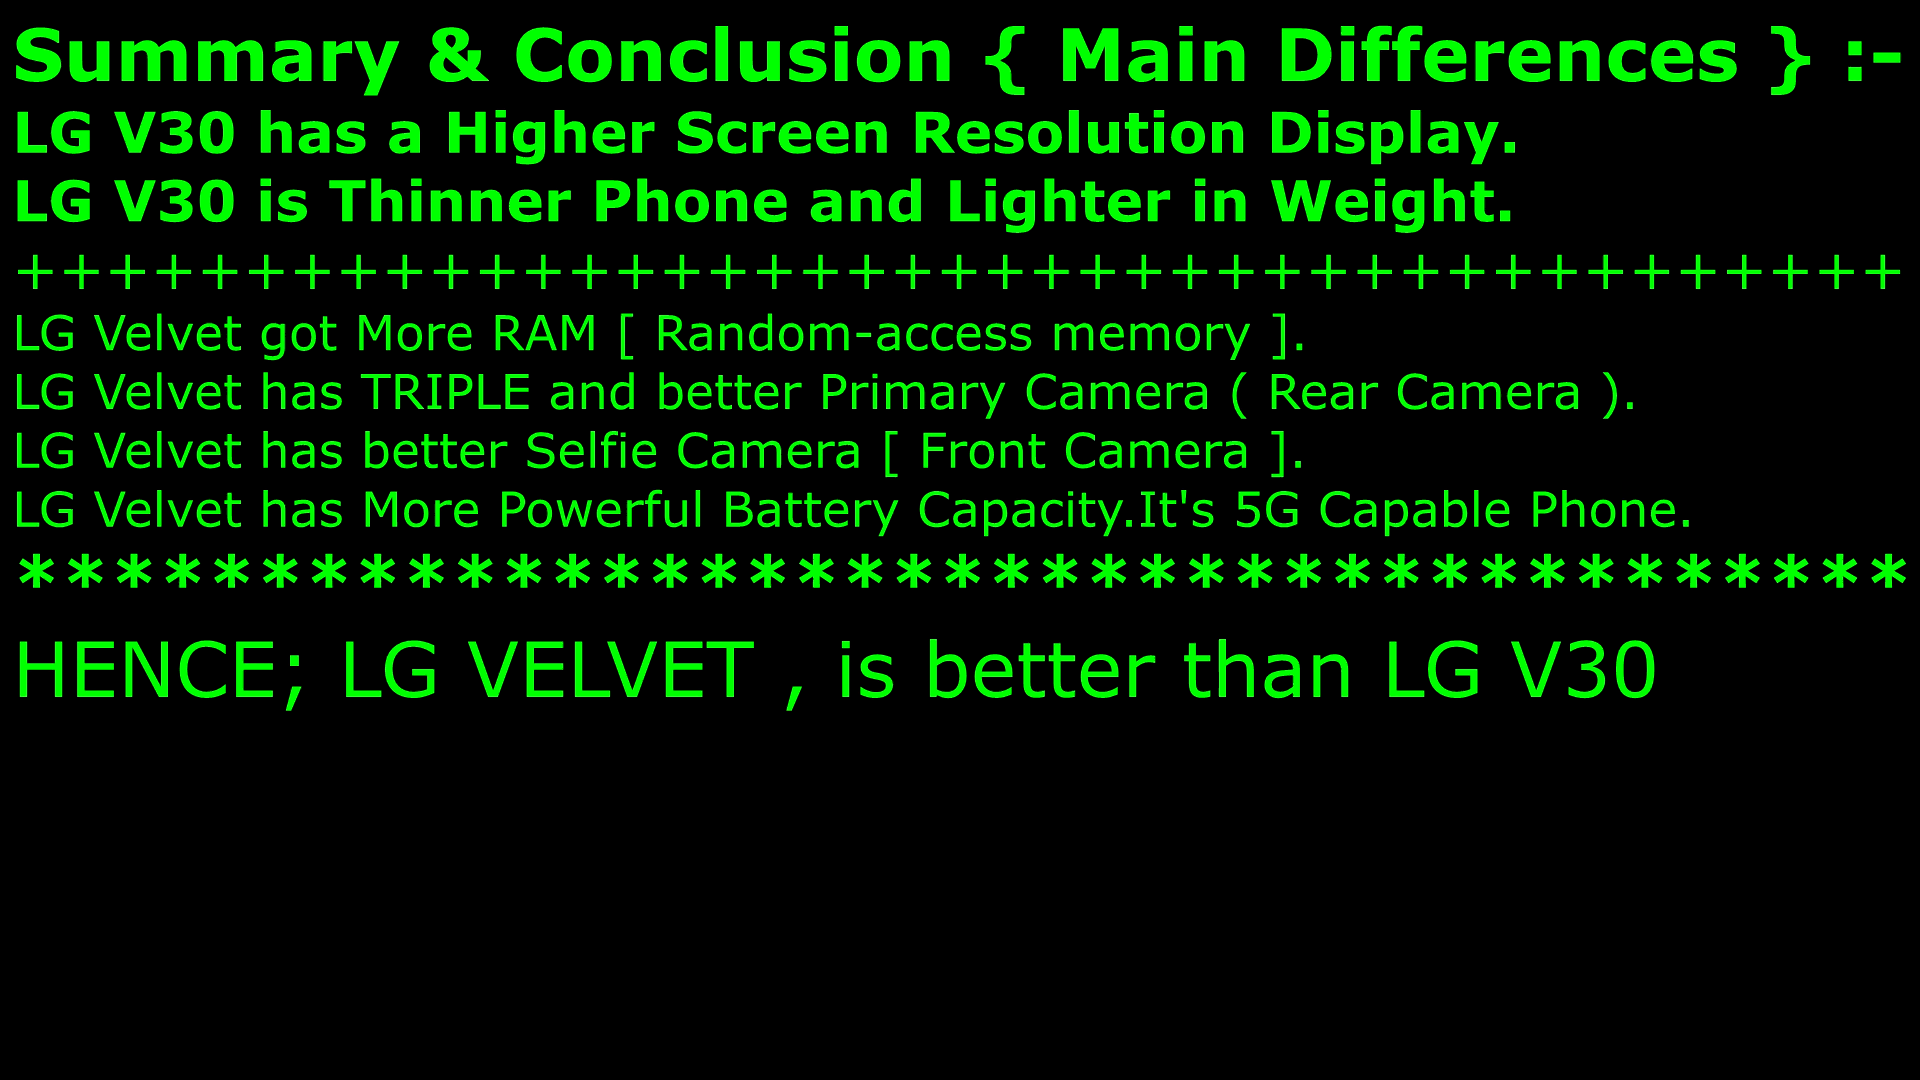 Summary & Conclusion { Main Differences } :-
LG V30 has a Higher Screen Resolution Display.
LG V30 is Thinner Phone and Lighter in Weight.
+++++++++++++++++++++++++++++++++++++++++
LG Velvet got More RAM [ Random-access memory ].
LG Velvet has TRIPLE and better Primary Camera ( Rear Camera ).
LG Velvet has better Selfie Camera [ Front Camera ].
LG Velvet has More Powerful Battery Capacity.It's 5G Capable Phone.
***************************************
HENCE; LG VELVET , is better than LG V30